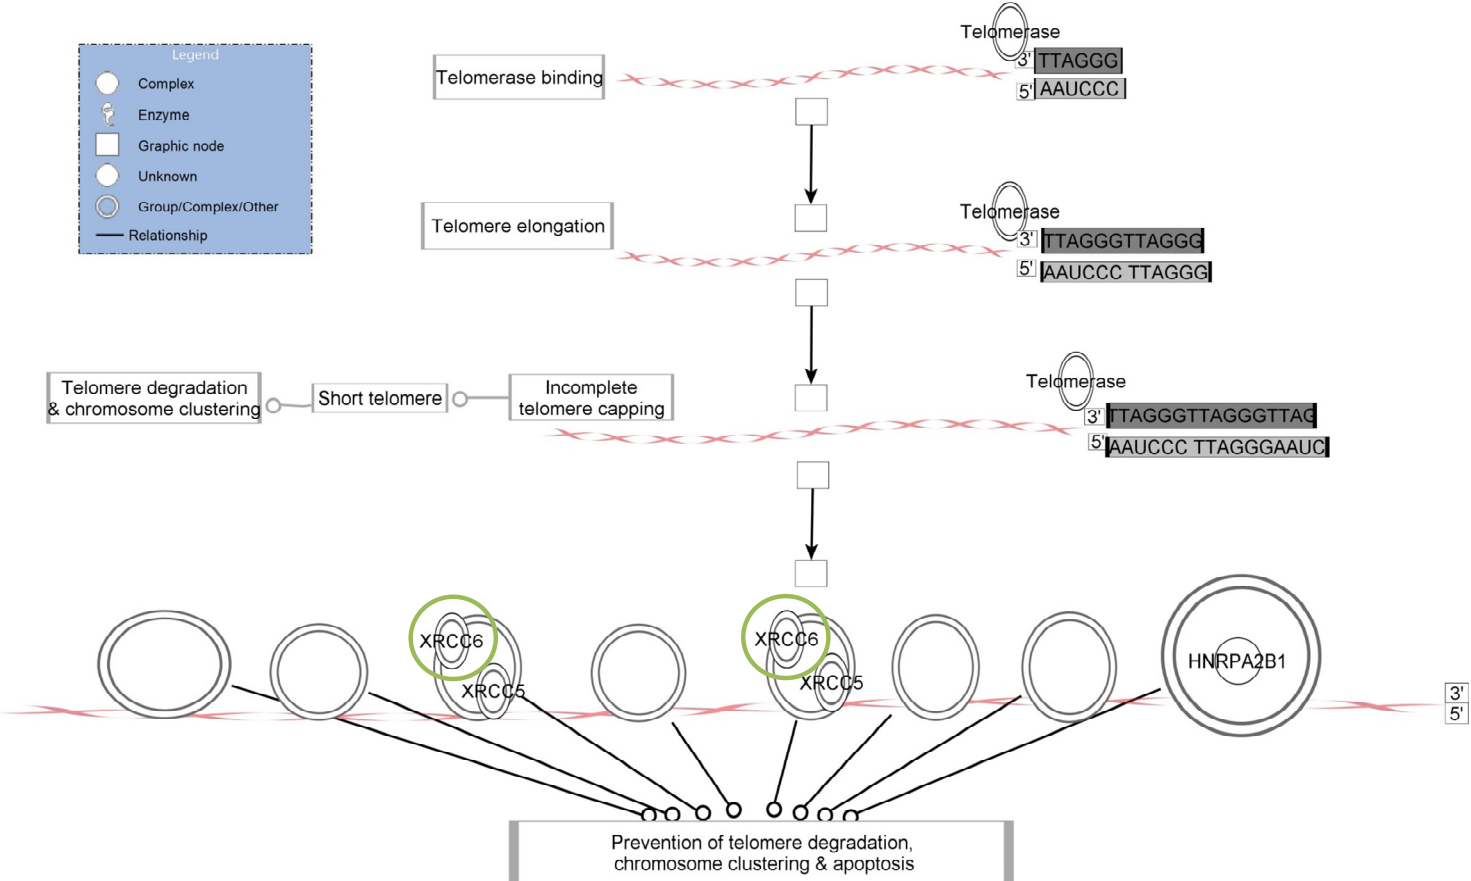 Legend
Complex
Enzyme
Graphic node
Unknown
Group/Complex/Other
Relationship
Telomerase binding
Telomerase
3' TTAGGG
5' AAUCCC
Telomere elongation
Telomerase
3' TTAGGGTTAGGG
5' AAUCCC TTAGGG
Telomere degradation
& chromosome clustering
Short telomere
Incomplete
telomere capping
Telomerase
3' TTAGGGTTAGGGTTAG
5' AAUCCC TTAGGGAAUC
XRCC6
XRCC5
XRCC6
XRCC5
HNRPA2B1
3'
5'
Prevention of telomere degradation,
chromosome clustering & apoptosis